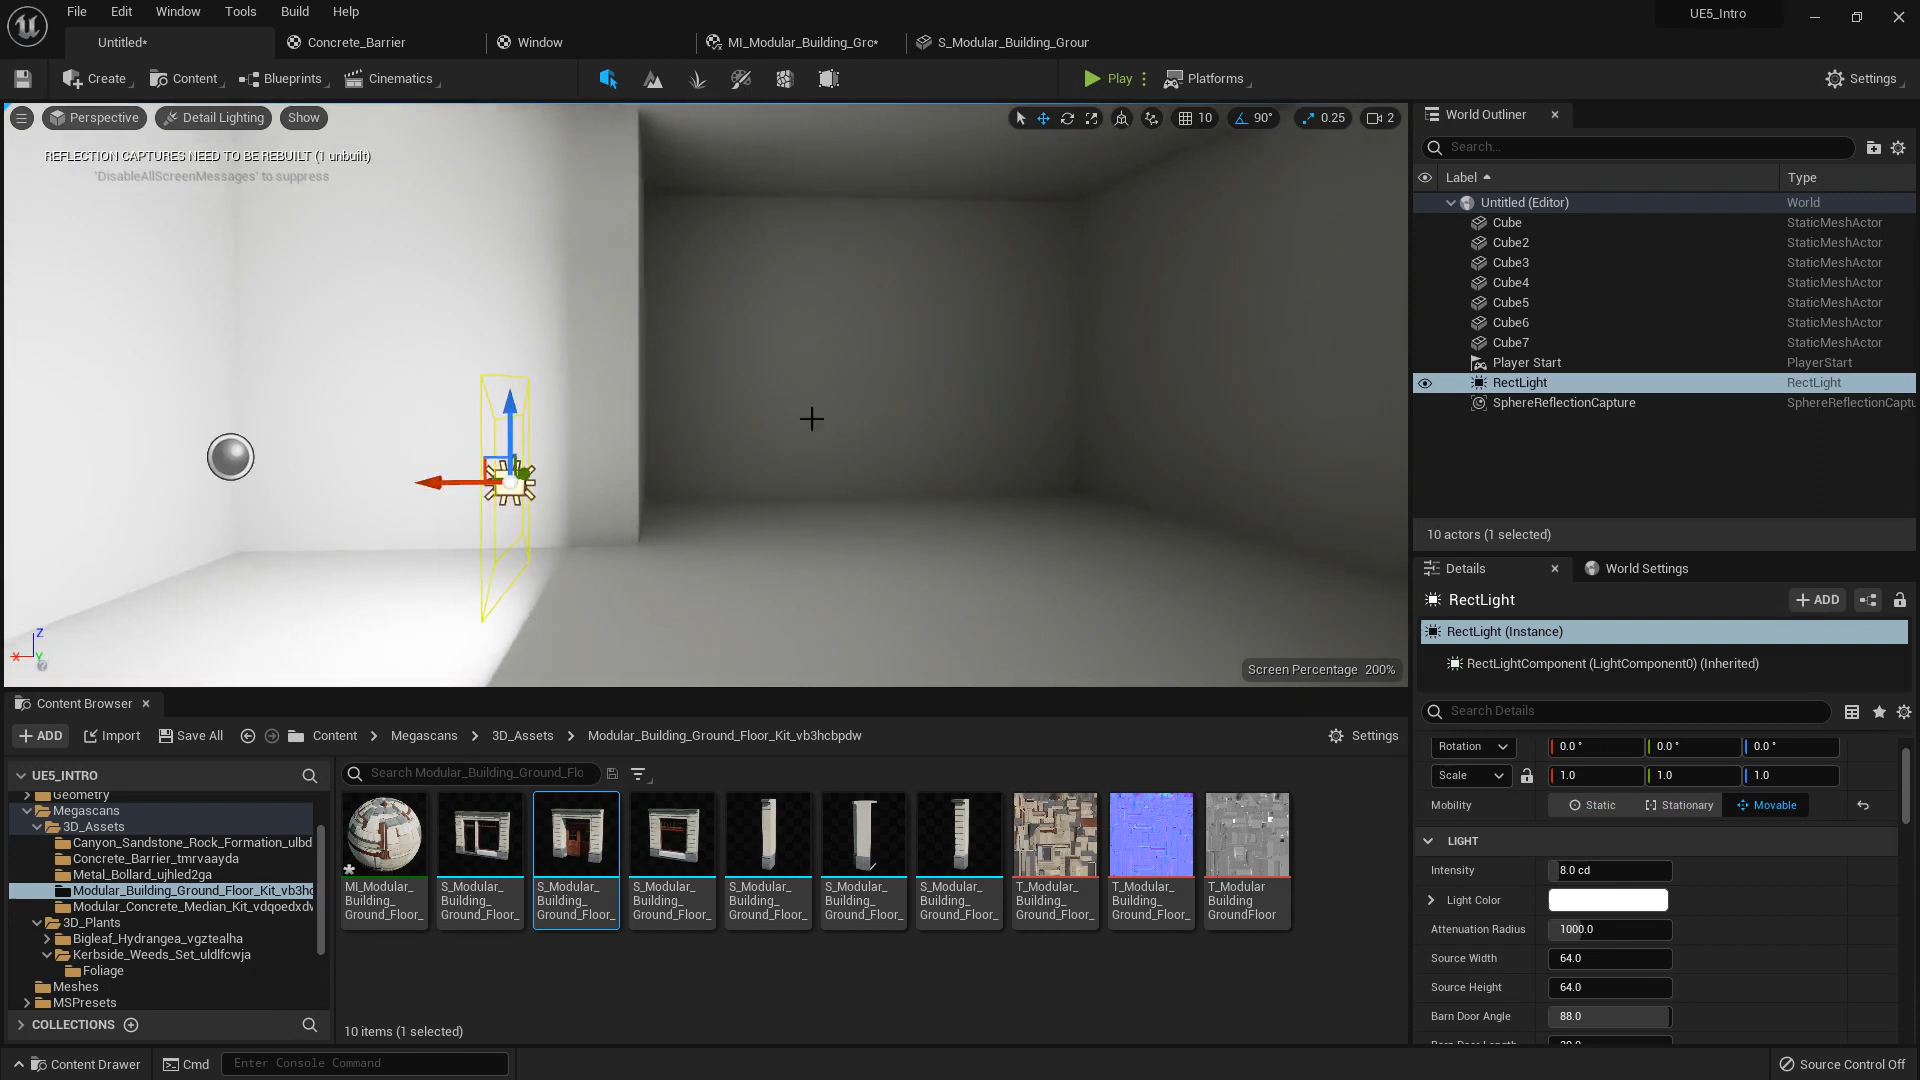 File Edit Window Tools Build Help
UE5_Intro
Untitled* Concrete_Barrier Window MI_Modular_Building_Gro* S_Modular_Building_Grour
Create Content Blueprints Cinematics Play Platforms Settings
Perspective Detail Lighting Show 10 90° 0.25 2
REFLECTION CAPTURES NEED TO BE REBUILT (1 unbuilt)
'DisableAllScreenMessages' to suppress
Z
X Y
Screen Percentage 200%
World Outliner
Search...
Label Type
Untitled (Editor) World
Cube StaticMeshActor
Cube2 StaticMeshActor
Cube3 StaticMeshActor
Cube4 StaticMeshActor
Cube5 StaticMeshActor
Cube6 StaticMeshActor
Cube7 StaticMeshActor
Player Start PlayerStart
RectLight RectLight
SphereReflectionCapture SphereReflectionCaptu
10 actors (1 selected)
Details World Settings
RectLight ADD
RectLight (Instance)
RectLightComponent (LightComponent0) (Inherited)
Search Details
Rotation 0.0° 0.0° 0.0°
Scale 1.0 1.0 1.0
Mobility Static Stationary Movable
LIGHT
Intensity 8.0 cd
Light Color
Attenuation Radius 1000.0
Source Width 64.0
Source Height 64.0
Barn Door Angle 88.0
Content Browser
ADD Import Save All Content Megascans 3D_Assets Modular_Building_Ground_Floor_Kit_vb3hcbpdw Settings
UE5_INTRO
Geometry
Megascans
3D_Assets
Canyon_Sandstone_Rock_Formation_ulbd
Concrete_Barrier_tmrvaayda
Metal_Bollard_ujhled2ga
Modular_Building_Ground_Floor_Kit_vb3hc
Modular_Concrete_Median_Kit_vdqoedxdv
3D_Plants
Bigleaf_Hydrangea_vgztealha
Kerbside_Weeds_Set_uldlfcwja
Foliage
Meshes
MSPresets
COLLECTIONS
Search Modular_Building_Ground_Flo
MI_Modular_ S_Modular_ S_Modular_ S_Modular_ S_Modular_ S_Modular_ S_Modular_ T_Modular_ T_Modular_ T_Modular
Building_ Building_ Building_ Building_ Building_ Building_ Building_ Building_ Building_ Building
Ground_Floor_ Ground_Floor_ Ground_Floor_ Ground_Floor_ Ground_Floor_ Ground_Floor_ Ground_Floor_ Ground_Floor_ Ground_Floor_ GroundFloor
10 items (1 selected)
Content Drawer Cmd Enter Console Command Source Control Off